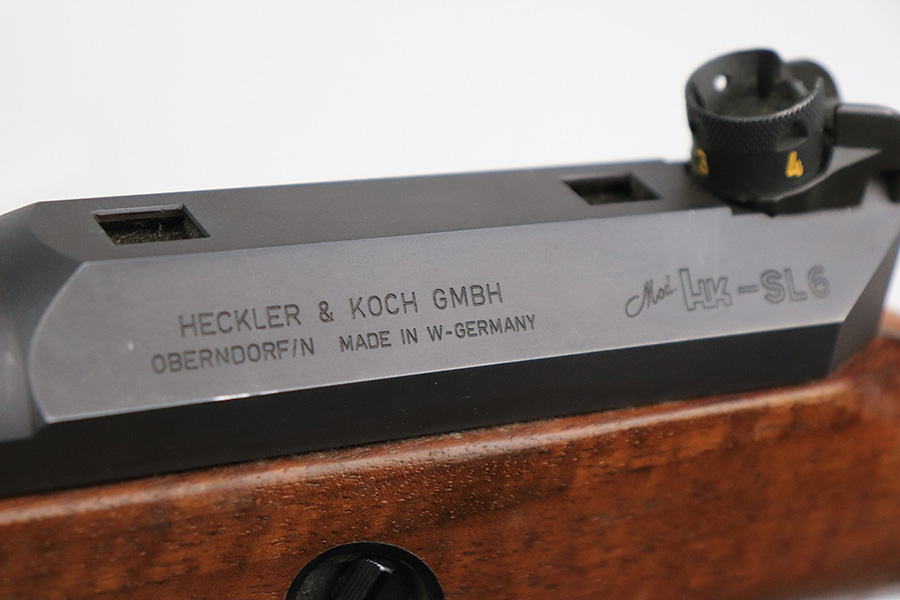 3 4
HECKLER & KOCH GMBH
OBERNDORF/N MADE IN W-GERMANY
Mod. HK-SL6